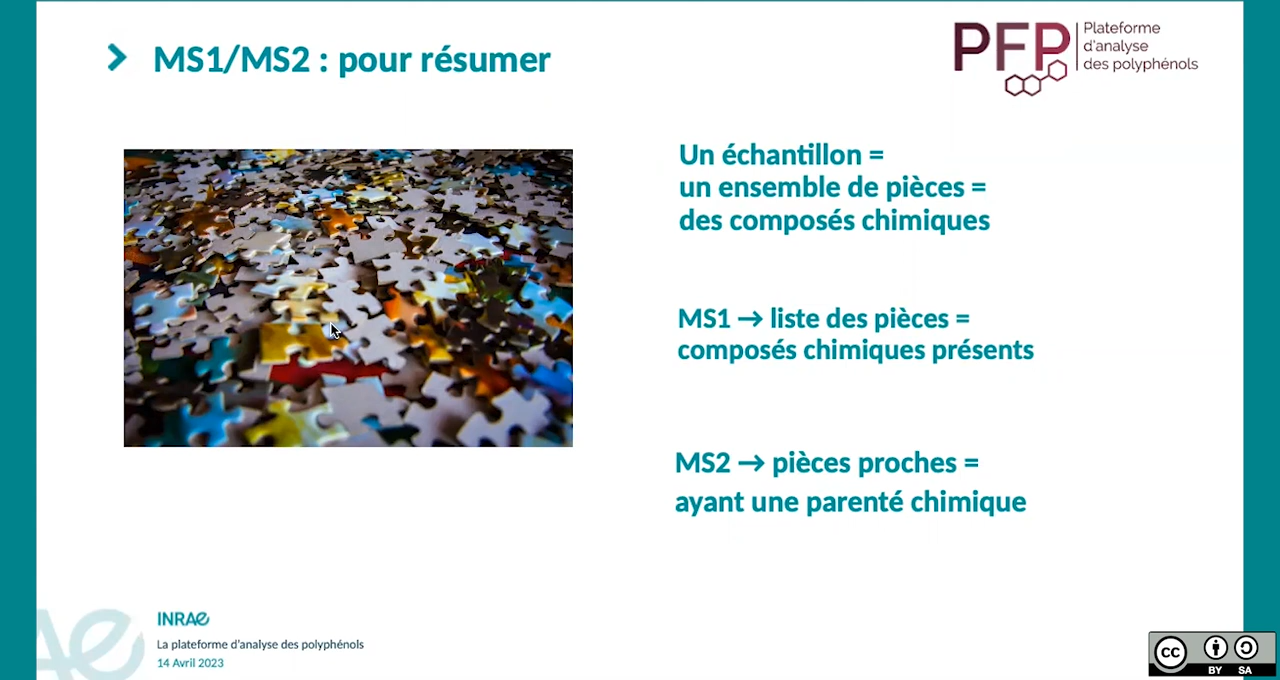 MS1/MS2 : pour résumer
PFP
Plateforme
d'analyse
des polyphénols
Un échantillon =
un ensemble de pièces =
des composés chimiques
MS1 → liste des pièces =
composés chimiques présents
MS2 → pièces proches =
ayant une parenté chimique
INRAE
La plateforme d'analyse des polyphénols
14 Avril 2023
cc
BY SA